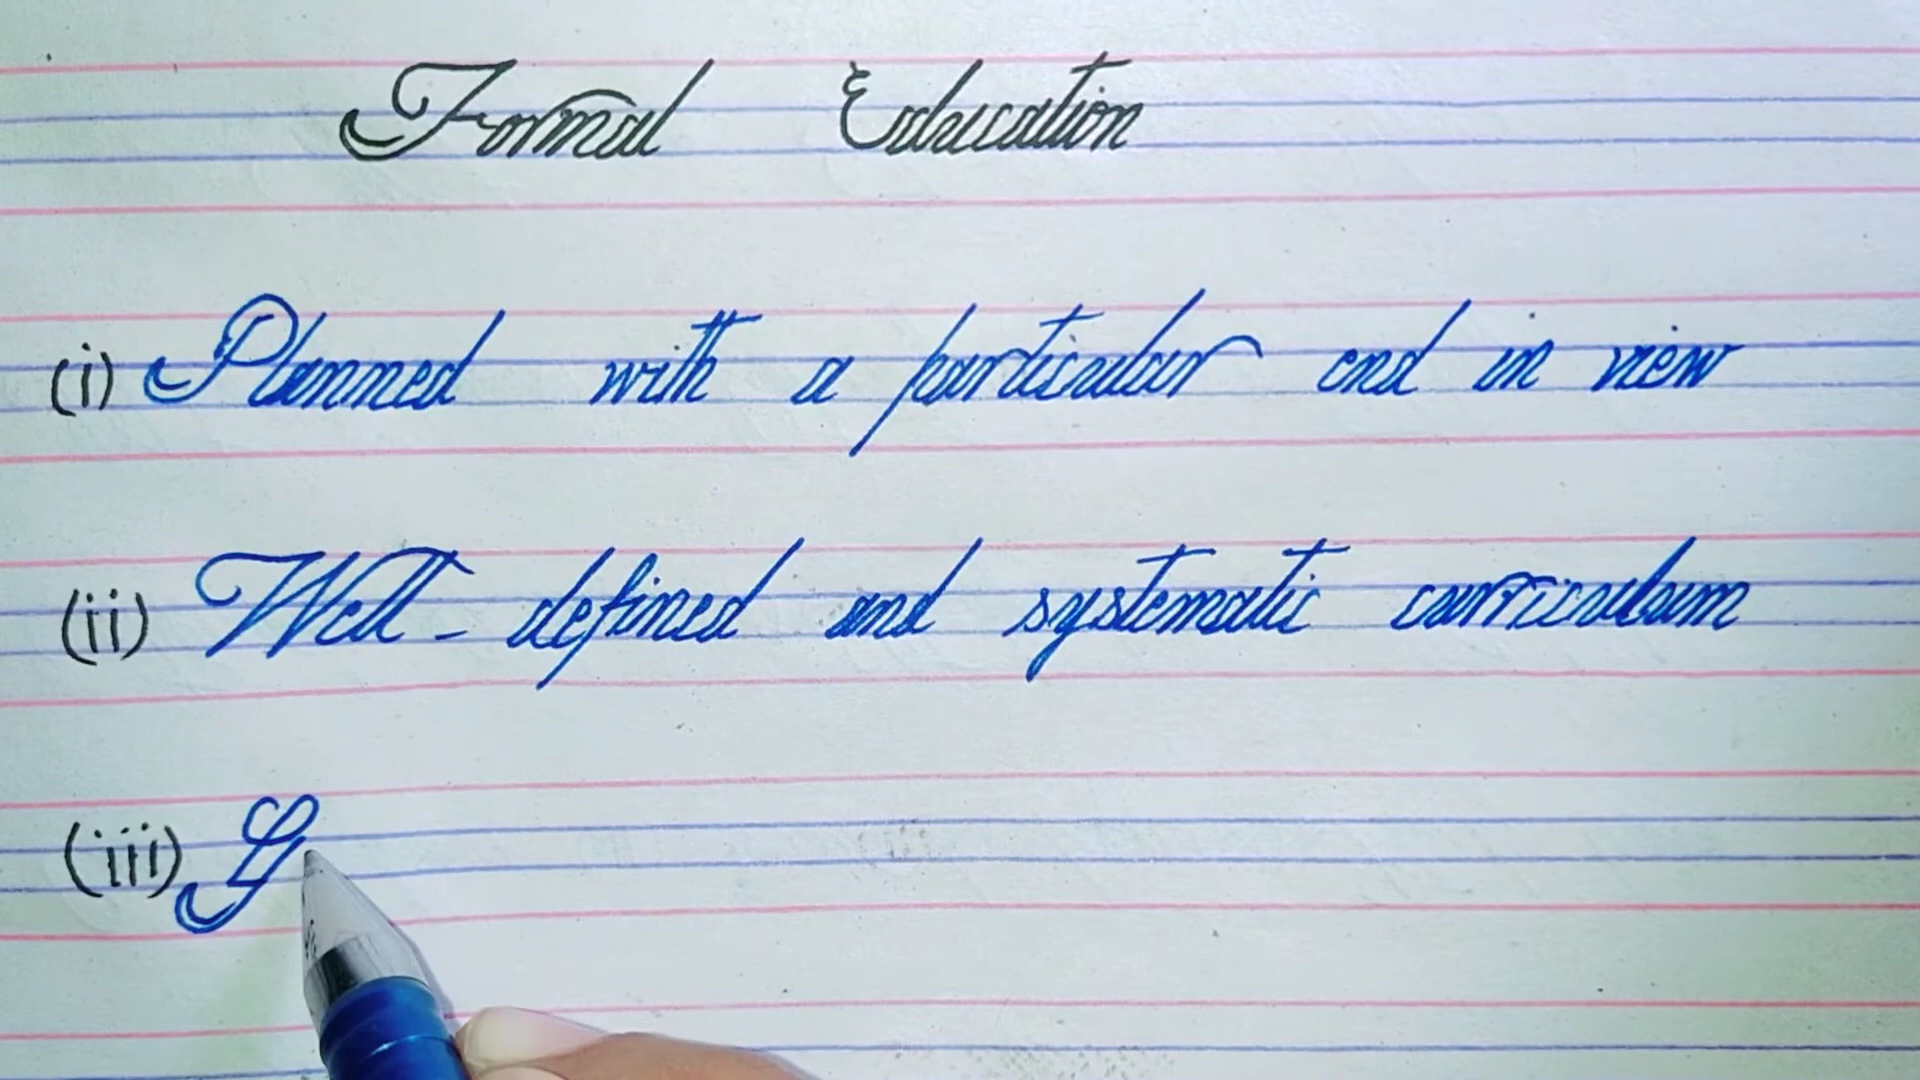 Formal Education
(i) Planned with a particular end in view
(ii) Well-defined and systematic curriculum
(iii) G